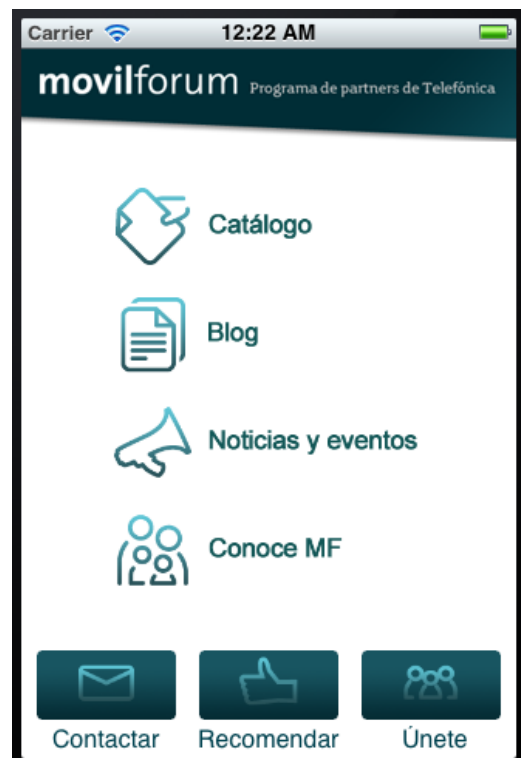 Carrier 12:22 AM
movilforum Programa de partners de Telefónica
Catálogo
Blog
Noticias y eventos
Conoce MF
Contactar Recomendar Únete